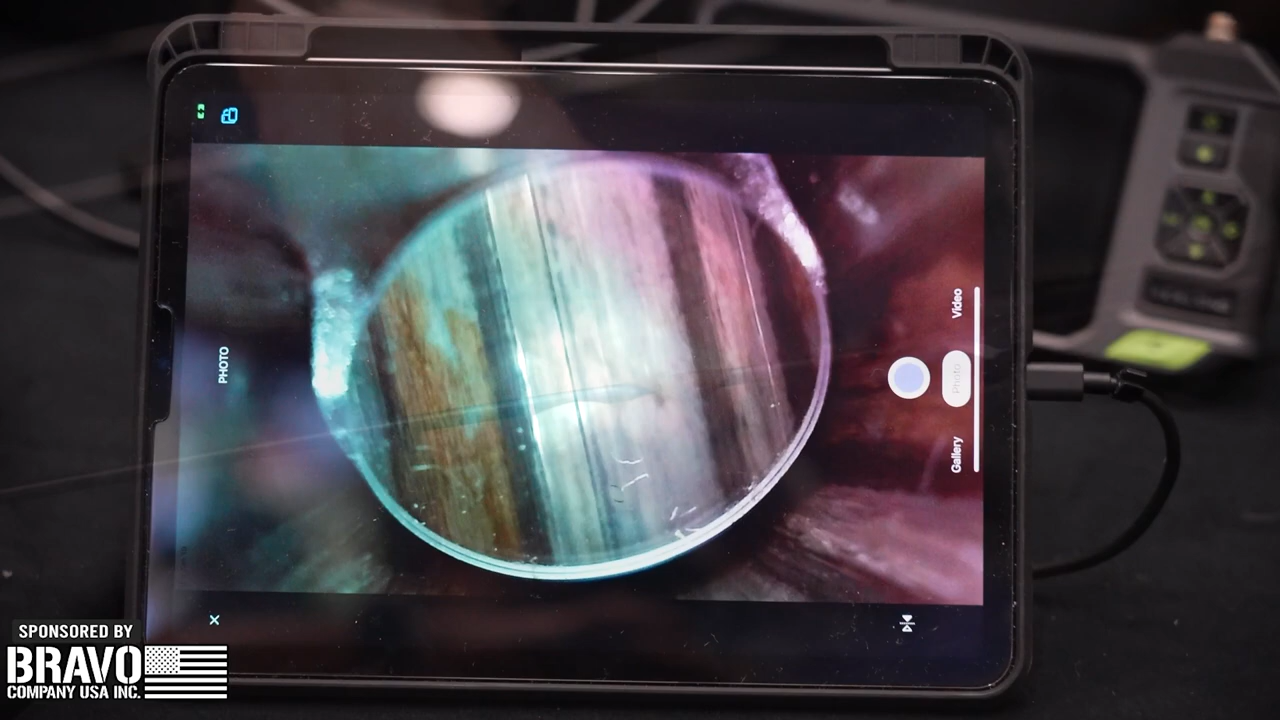 PHOTO
Video
Photo
Gallery
SPONSORED BY
BRAVO
COMPANY USA INC.